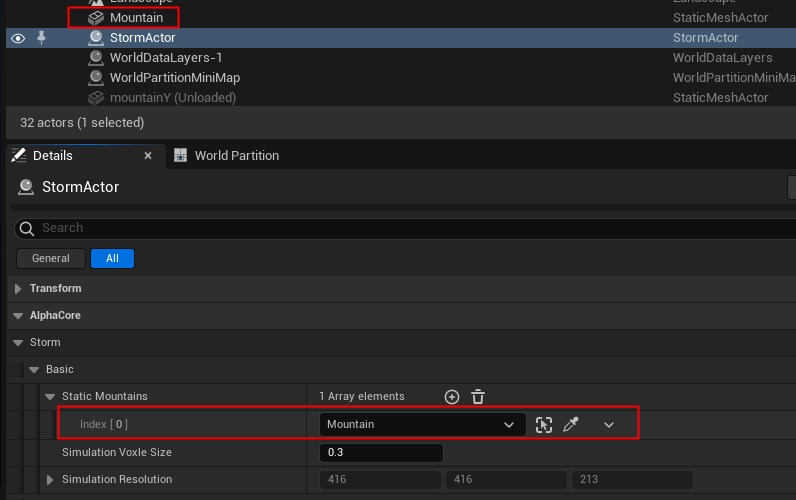 Landscape
Mountain StaticMeshActor
StormActor StormActor
WorldDataLayers-1 WorldDataLayers
WorldPartitionMiniMap WorldPartitionMiniMa
mountainY (Unloaded) StaticMeshActor
32 actors (1 selected)
Details × World Partition
StormActor
Search
General All
Transform
AlphaCore
Storm
Basic
Static Mountains 1 Array elements
Index [ 0 ] Mountain
Simulation Voxle Size 0.3
Simulation Resolution 416 416 213